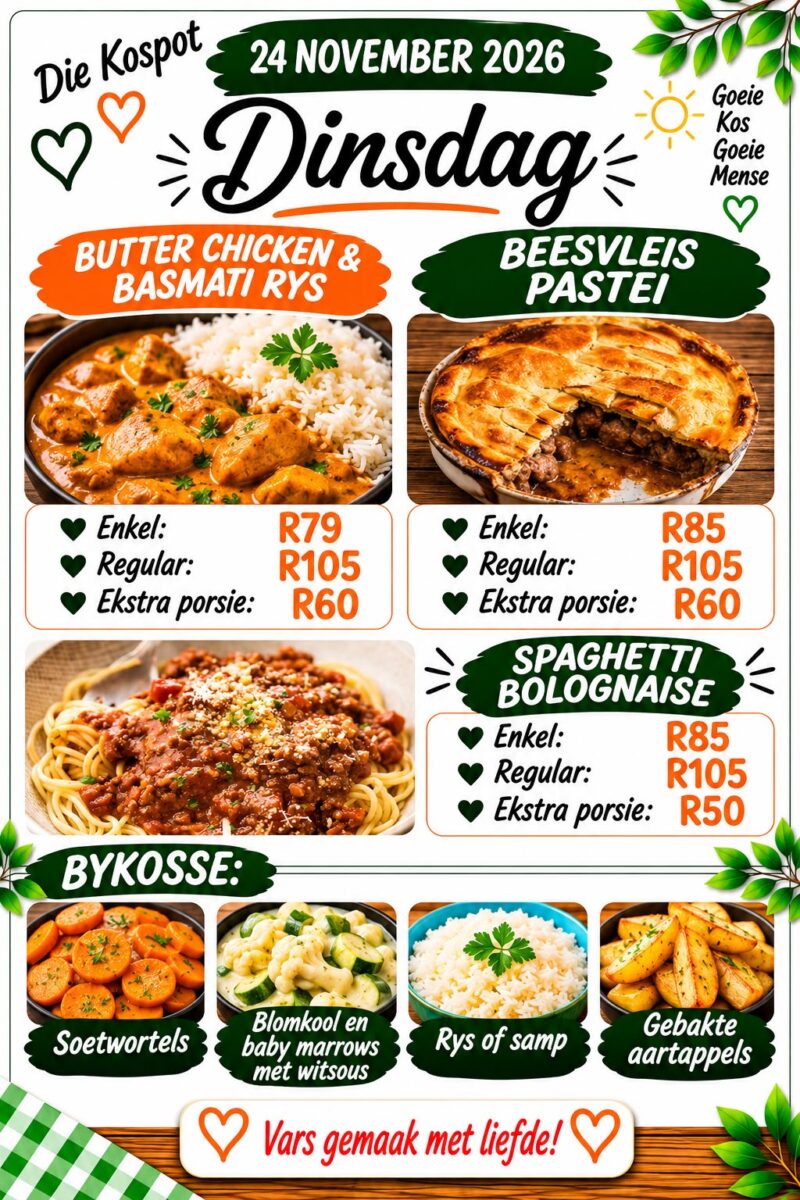 Die Kospot
24 NOVEMBER 2026
Dinsdag
Goeie
Kos
Goeie
Mense
BUTTER CHICKEN &
BASMATI RYS
BEESVLEIS
PASTEI
Enkel: R79
Regular: R105
Ekstra porsie: R60
Enkel: R85
Regular: R105
Ekstra porsie: R60
SPAGHETTI
BOLOGNAISE
Enkel: R85
Regular: R105
Ekstra porsie: R50
BYKOSSE:
Soetwortels
Blomkool en
baby marrows
met witsous
Rys of samp
Gebakte
aartappels
Vars gemaak met liefde!